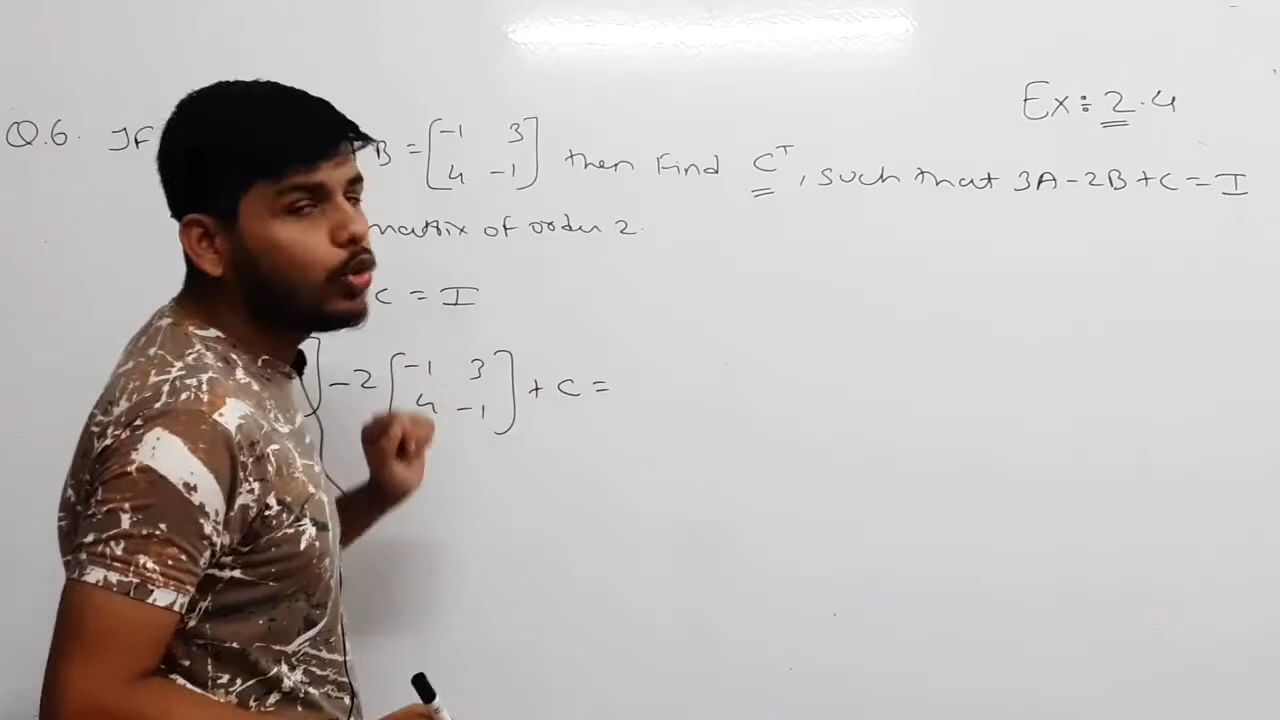 Ex: 2.4
Q.6. If B = [-1 3 4 -1] then Find Cᵀ, such that 3A - 2B + C = I
matrix of order 2.
C = I
] - 2 [-1 3 4 -1] + C =